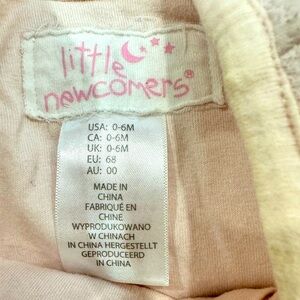 little
newcomers®
USA: 0-6M
CA: 0-6M
UK: 0-6M
EU: 68
AU: 00
MADE IN
CHINA
FABRIQUÉ EN
CHINE
WYPRODUKOWANO
W CHINACH
IN CHINA HERGESTELLT
GEPRODUCEERD
IN CHINA